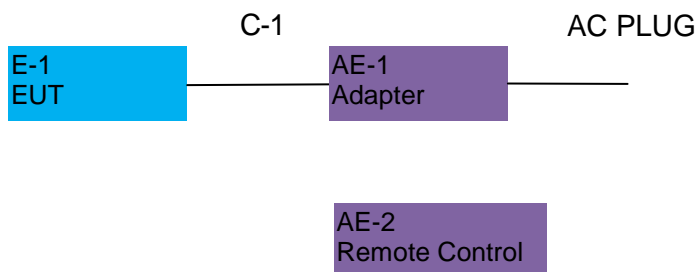 C-1
AC PLUG
E-1
EUT
AE-1
Adapter
AE-2
Remote Control